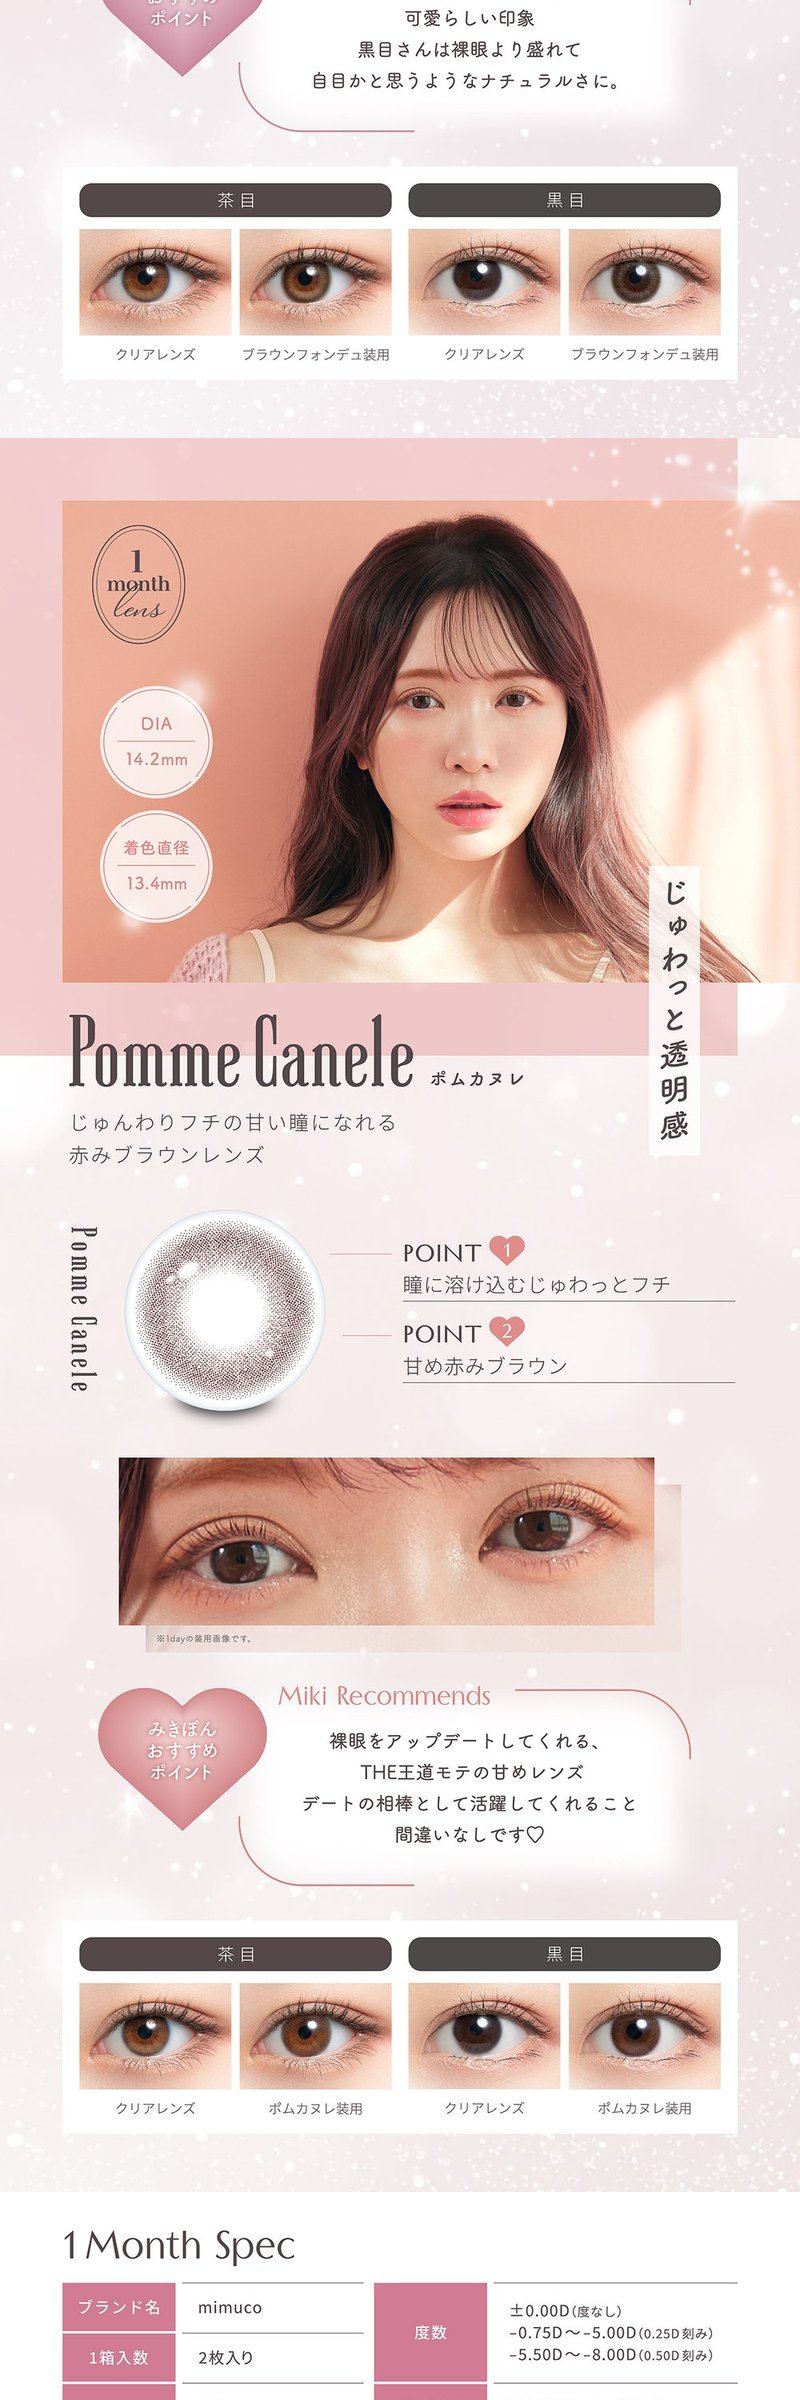 おすすめ
ポイント
可愛らしい印象
黒目さんは裸眼より盛れて
自目かと思うようなナチュラルさに。
茶目
黒目
クリアレンズ
ブラウンフォンデュ装用
クリアレンズ
ブラウンフォンデュ装用
1
month
lens
DIA
14.2mm
着色直径
13.4mm
じゅわっと透明感
Pomme Canele ポムカヌレ
じゅんわりフチの甘い瞳になれる
赤みブラウンレンズ
Pomme Canele
POINT 1
瞳に溶け込むじゅわっとフチ
POINT 2
甘め赤みブラウン
※1dayの装用画像です。
Miki Recommends
みきぽん
おすすめ
ポイント
裸眼をアップデートしてくれる、
THE王道モテの甘めレンズ
デートの相棒として活躍してくれること
間違いなしです♡
茶目
黒目
クリアレンズ
ポムカヌレ装用
クリアレンズ
ポムカヌレ装用
1Month Spec
ブランド名
mimuco
1箱入数
2枚入り
度数
±0.00D(度なし)
-0.75D～-5.00D(0.25D刻み)
-5.50D～-8.00D(0.50D刻み)